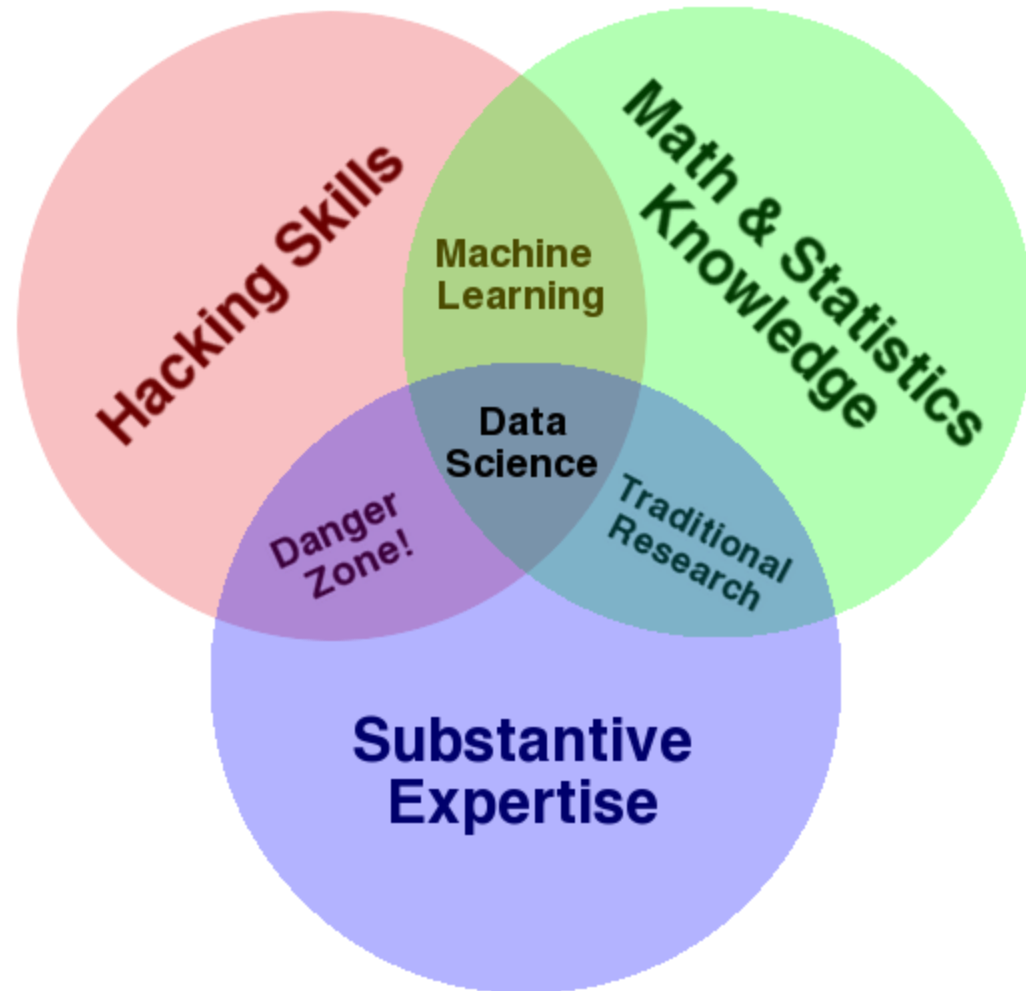 Hacking Skills
Math & Statistics
Knowledge
Machine
Learning
Data
Science
Danger
Zone!
Traditional
Research
Substantive
Expertise